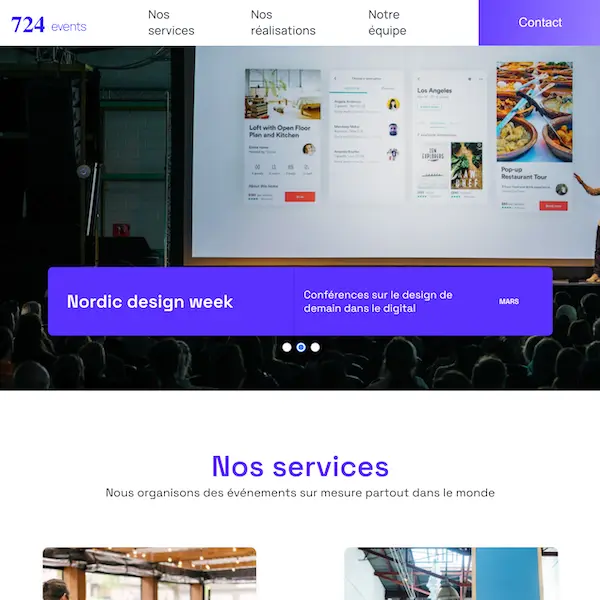 724 events
Nos
services
Nos
réalisations
Notre
équipe
Contact
Loft with Open Floor
Plan and Kitchen
Los Angeles
Pop-up
Restaurant Tour
Nordic design week
Conférences sur le design de
demain dans le digital
MARS
Nos services
Nous organisons des événements sur mesure partout dans le monde